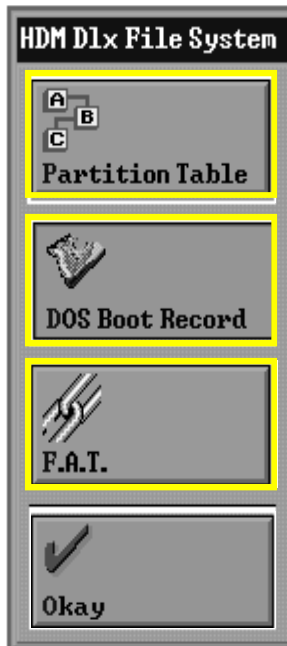 HDM Dlx File System
A
B
C
Partition Table
DOS Boot Record
F.A.T.
Okay